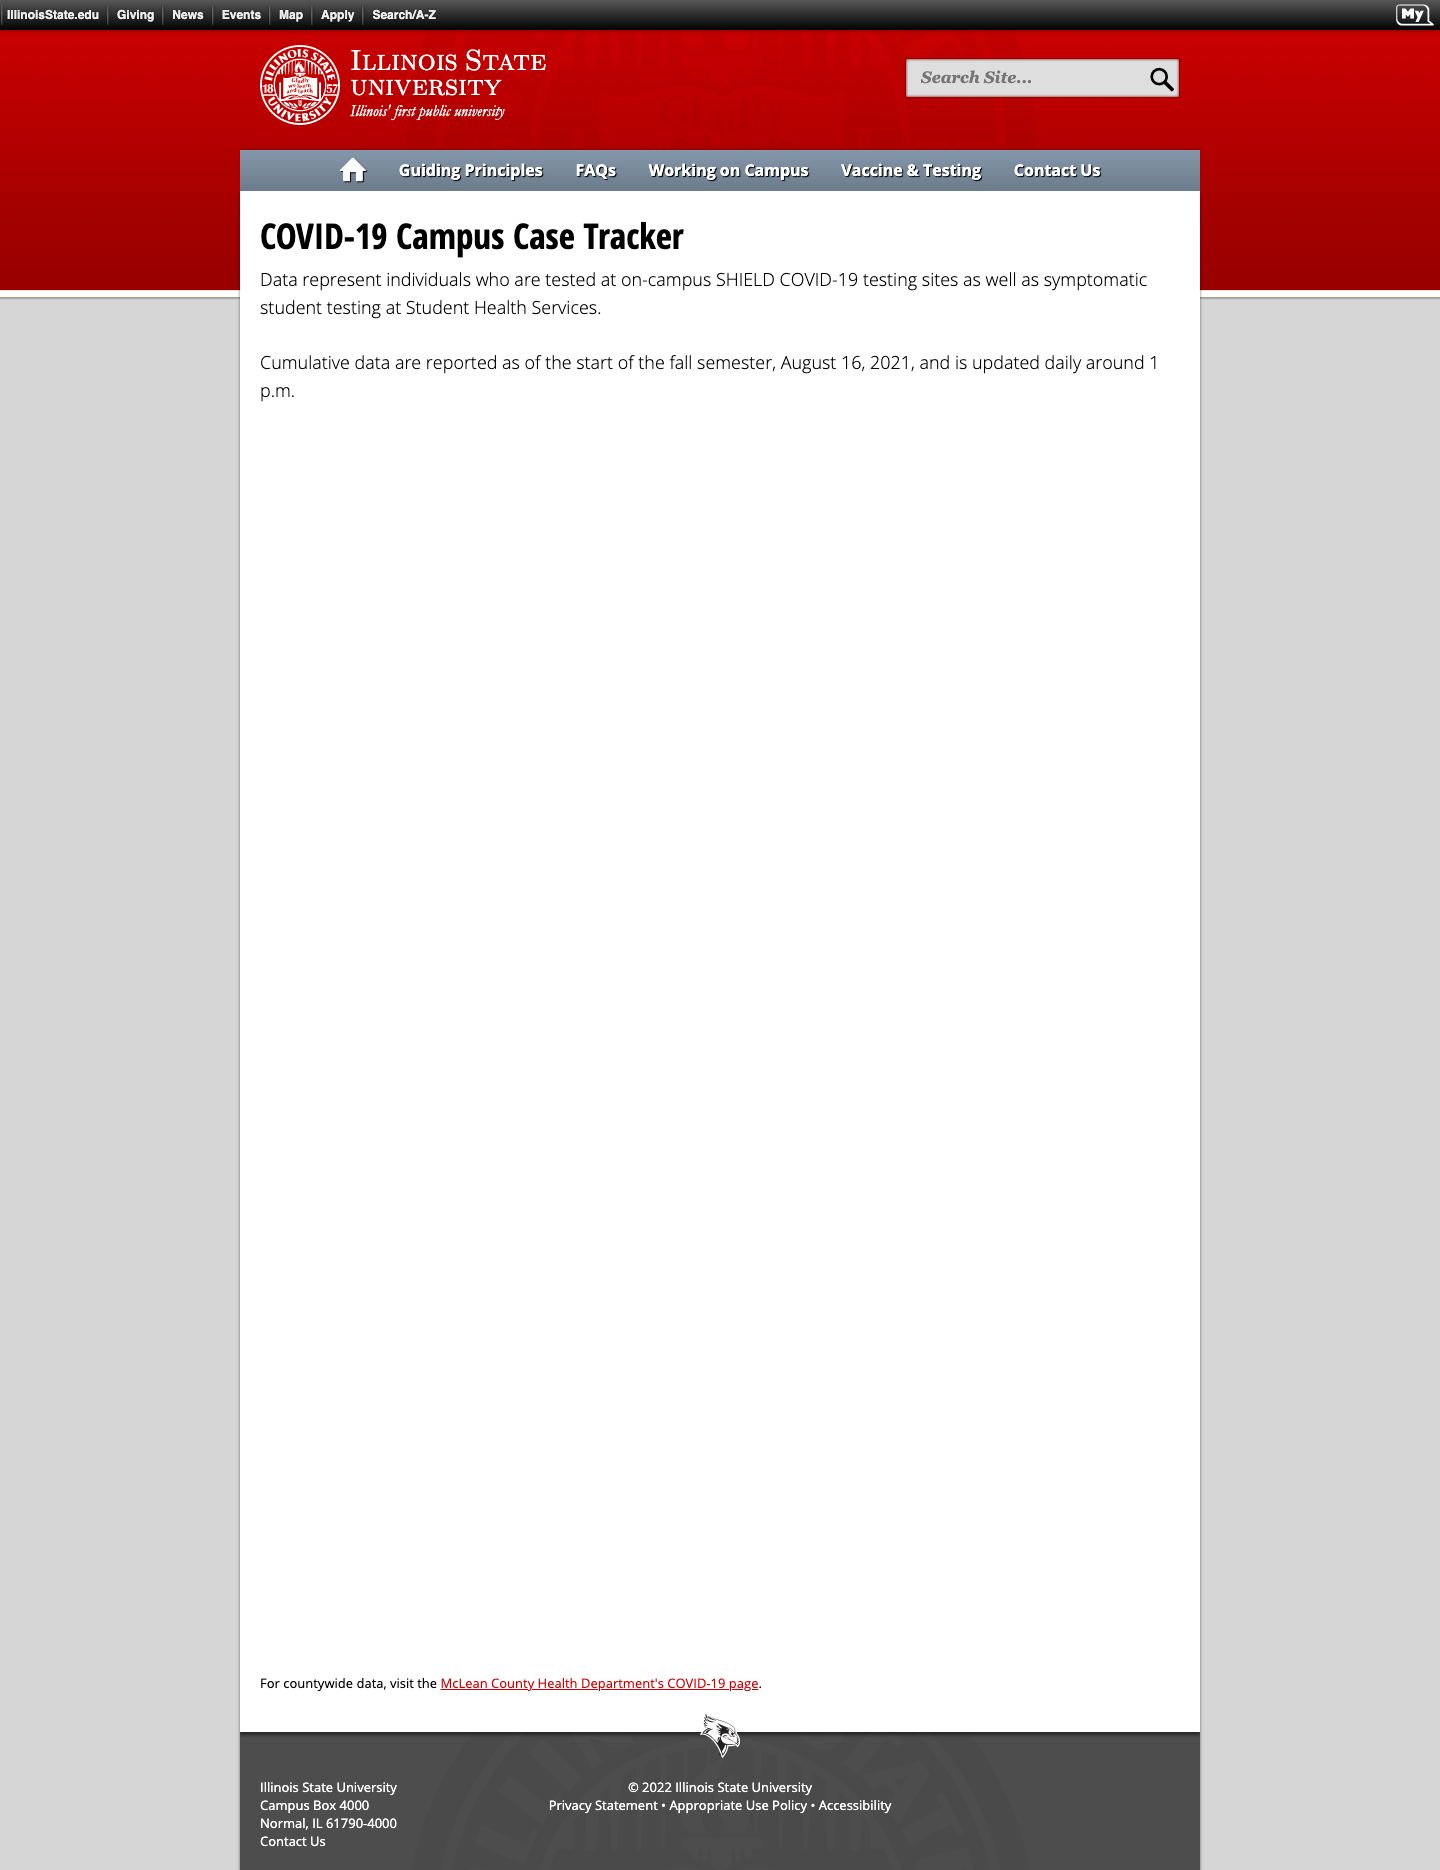 IllinoisState.edu Giving News Events Map Apply Search/A-Z My
ILLINOIS STATE
UNIVERSITY
Illinois' first public university
ILLINOIS STATE UNIVERSITY
1857
Gladly
we learn
and teach
Search Site...
Guiding Principles FAQs Working on Campus Vaccine & Testing Contact Us
COVID-19 Campus Case Tracker
Data represent individuals who are tested at on-campus SHIELD COVID-19 testing sites as well as symptomatic
student testing at Student Health Services.
Cumulative data are reported as of the start of the fall semester, August 16, 2021, and is updated daily around 1
p.m.
For countywide data, visit the McLean County Health Department's COVID-19 page.
Illinois State University
Campus Box 4000
Normal, IL 61790-4000
Contact Us
© 2022 Illinois State University
Privacy Statement • Appropriate Use Policy • Accessibility